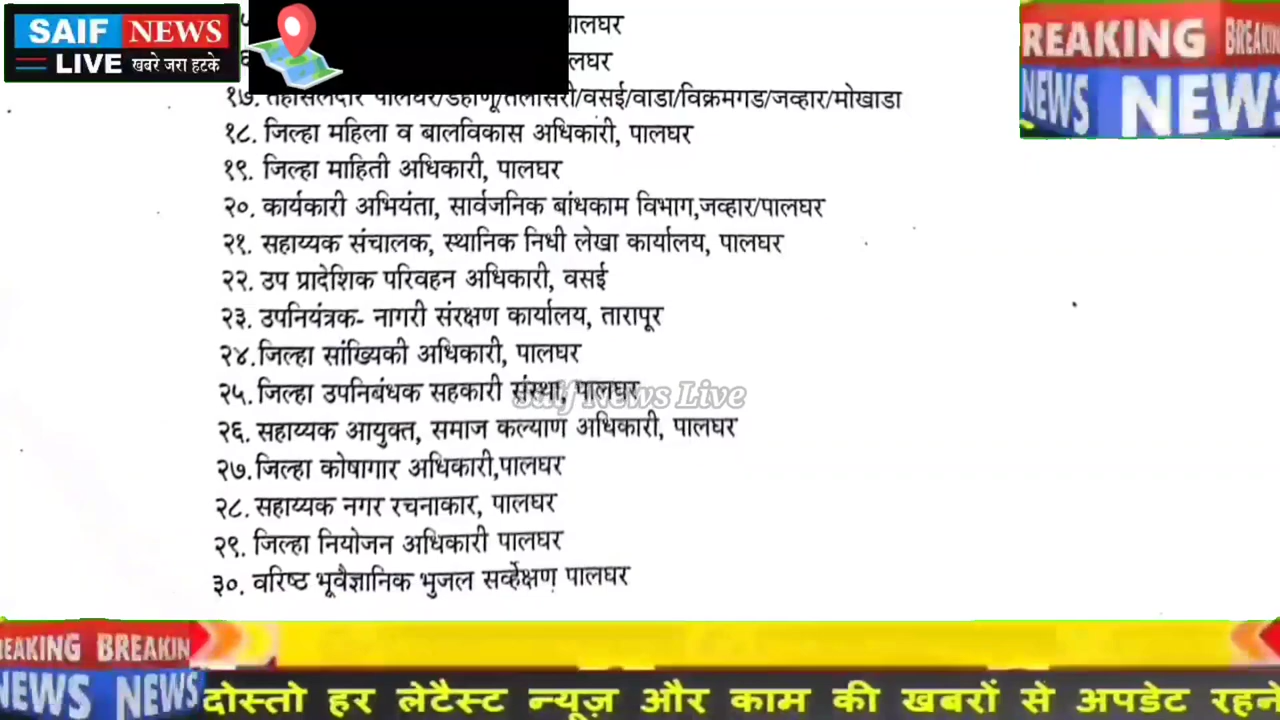 SAIF NEWS
LIVE खबरे जरा हटके
पालघर
पालघर
१७. तहसिलदार पालघर/डहाणू/तलासरी/वसई/वाडा/विक्रमगड/जव्हार/मोखाडा
१८. जिल्हा महिला व बालविकास अधिकारी, पालघर
१९. जिल्हा माहिती अधिकारी, पालघर
२०. कार्यकारी अभियंता, सार्वजनिक बांधकाम विभाग,जव्हार/पालघर
२१. सहाय्यक संचालक, स्थानिक निधी लेखा कार्यालय, पालघर
२२. उप प्रादेशिक परिवहन अधिकारी, वसई
२३. उपनियंत्रक- नागरी संरक्षण कार्यालय, तारापूर
२४. जिल्हा सांख्यिकी अधिकारी, पालघर
२५. जिल्हा उपनिबंधक सहकारी संस्था, पालघर
Saif News Live
२६. सहाय्यक आयुक्त, समाज कल्याण अधिकारी, पालघर
२७. जिल्हा कोषागार अधिकारी,पालघर
२८. सहाय्यक नगर रचनाकार, पालघर
२९. जिल्हा नियोजन अधिकारी पालघर
३०. वरिष्ठ भूवैज्ञानिक भुजल सर्व्हेक्षण पालघर
REAKING BREAKIN
NEWS NEWS
REAKING BREAKIN
NEWS NEWS
दोस्तो हर लेटैस्ट न्यूज़ और काम की खबरों से अपडेट रहने